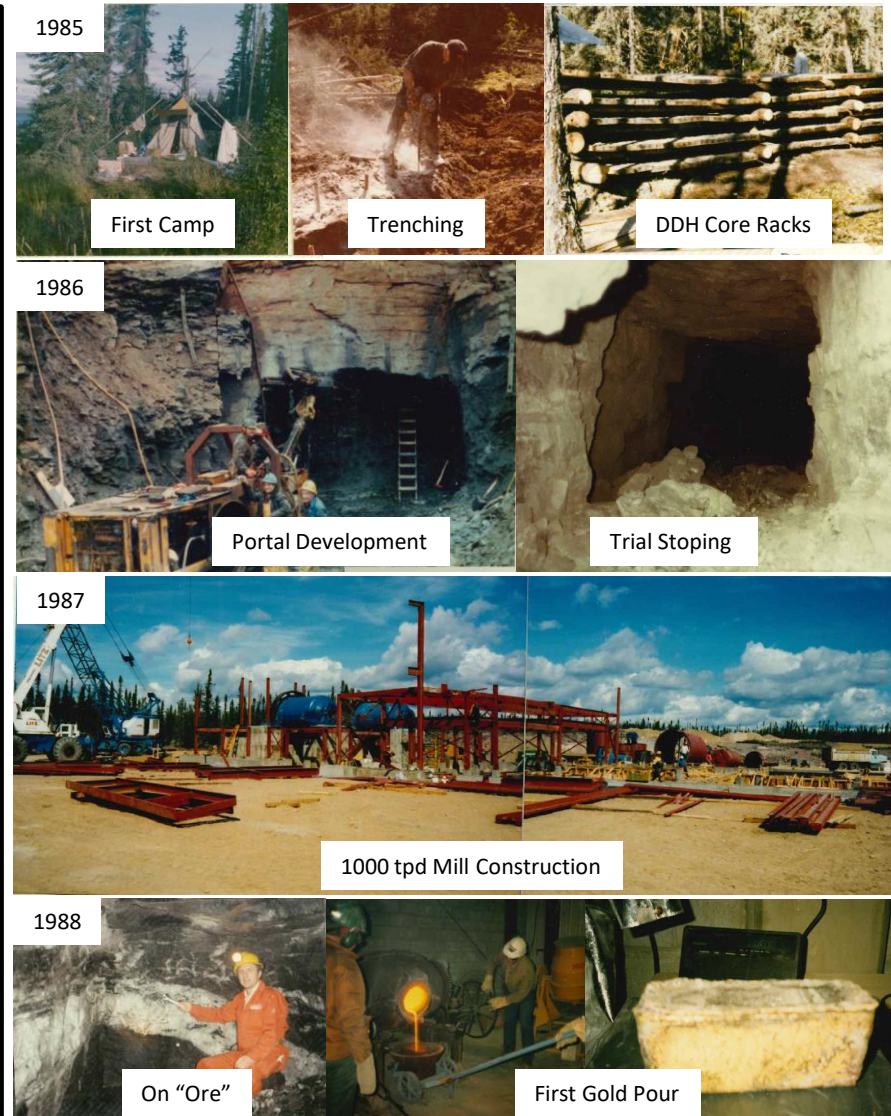 1985
First Camp
Trenching
DDH Core Racks
1986
Portal Development
Trial Stoping
1987
LITZ
1000 tpd Mill Construction
1988
On “Ore”
First Gold Pour